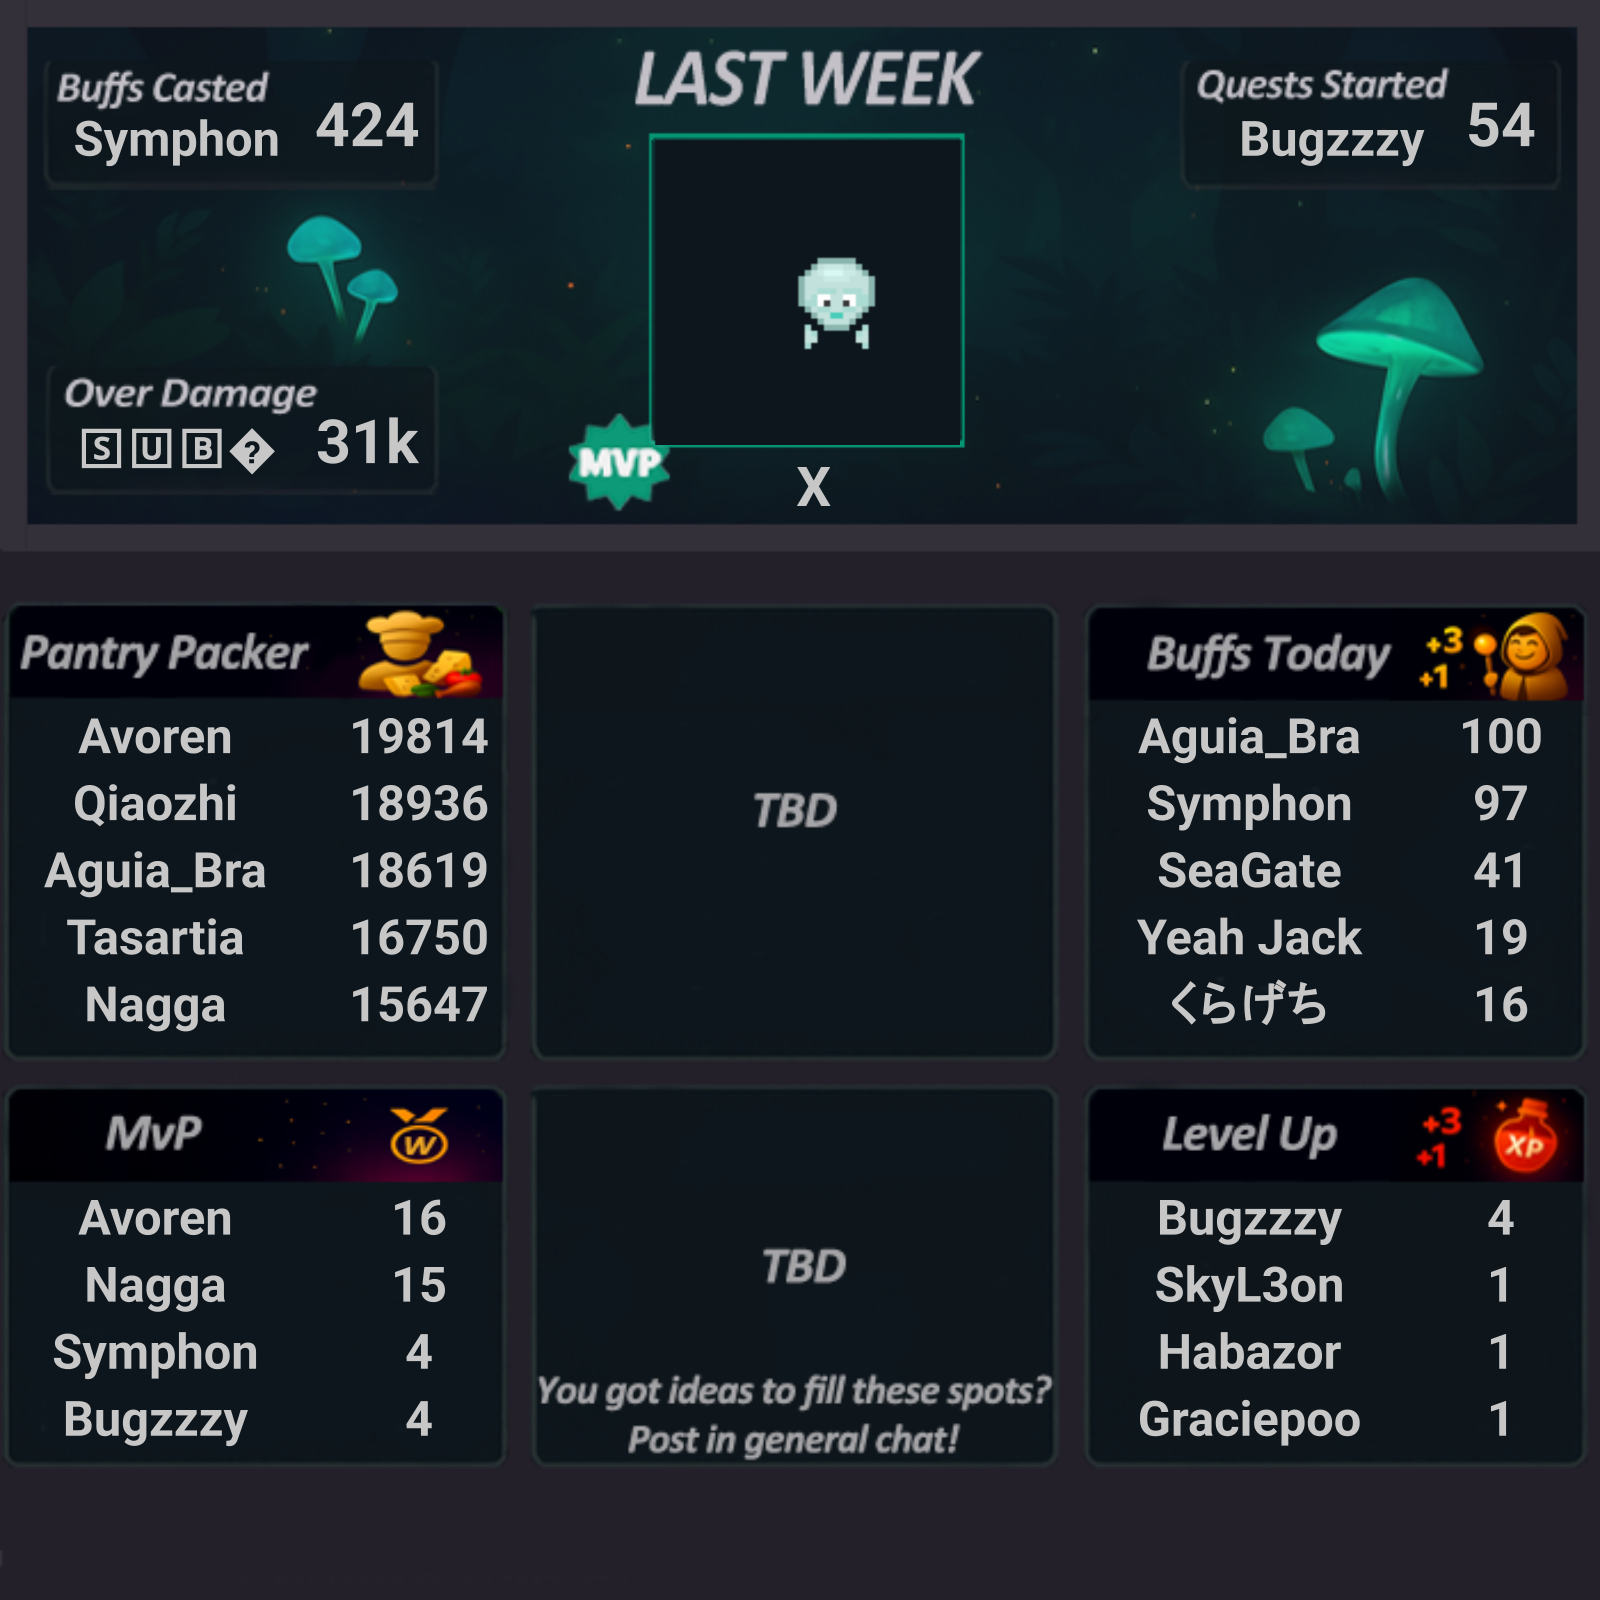 LAST WEEK
Buffs Casted
Symphon 424
Quests Started
Bugzzzy 54
Over Damage
🅂 🅄 🄱 � 31k
MVP
X
Pantry Packer
Avoren 19814
Qiaozhi 18936
Aguia_Bra 18619
Tasartia 16750
Nagga 15647
TBD
Buffs Today +3 +1
Aguia_Bra 100
Symphon 97
SeaGate 41
Yeah Jack 19
くらげち 16
MvP W
Avoren 16
Nagga 15
Symphon 4
Bugzzzy 4
TBD
You got ideas to fill these spots?
Post in general chat!
Level Up +3 +1 XP
Bugzzzy 4
SkyL3on 1
Habazor 1
Graciepoo 1